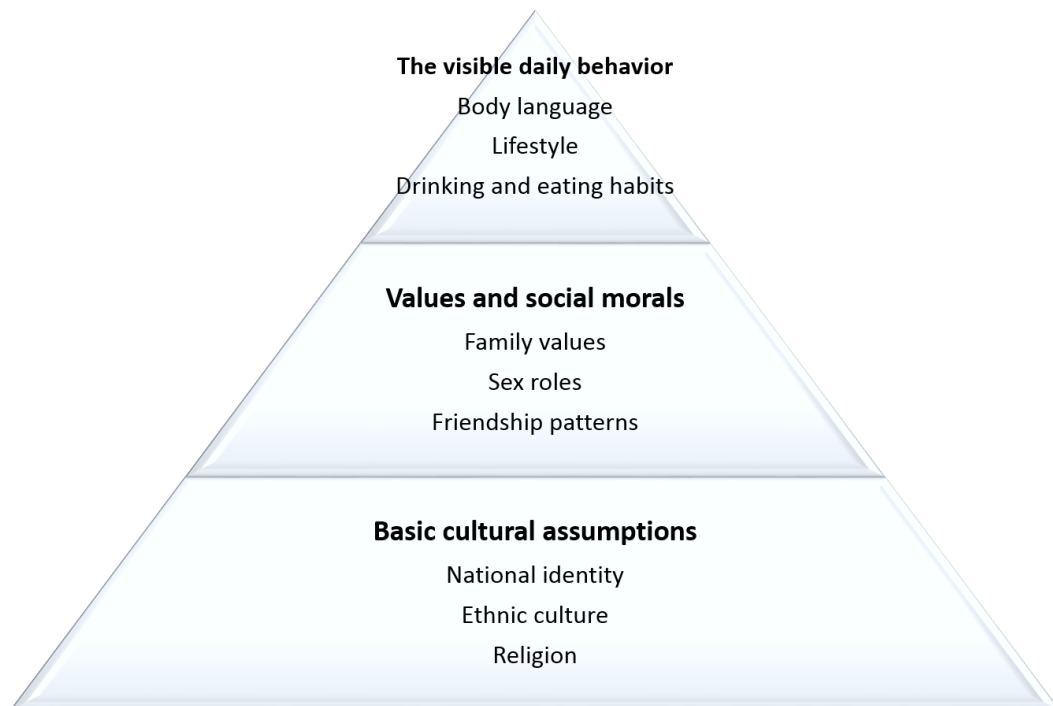 The visible daily behavior
Body language
Lifestyle
Drinking and eating habits
Values and social morals
Family values
Sex roles
Friendship patterns
Basic cultural assumptions
National identity
Ethnic culture
Religion